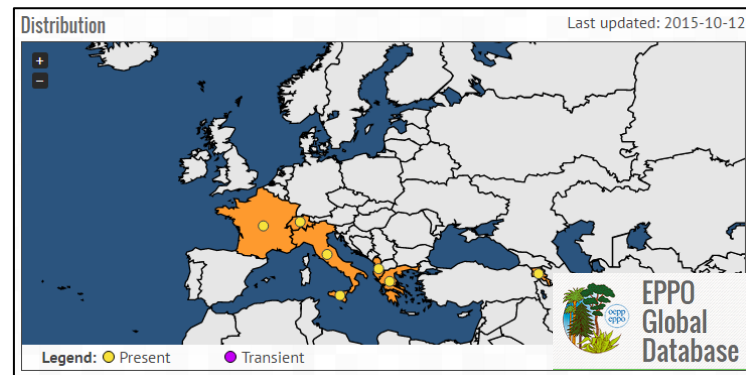 Distribution
Last updated: 2015-10-12
+
−
oepp
eppo
EPPO
Global
Database
Legend: Present Transient